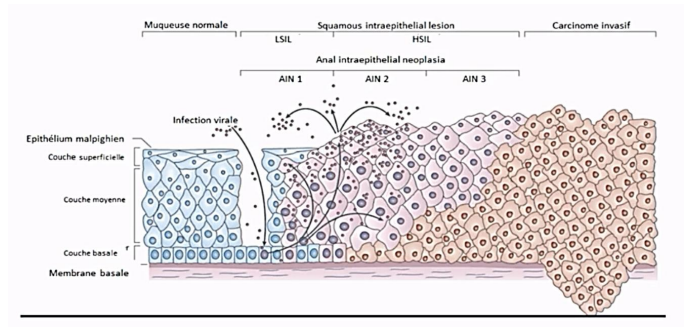 Muqueuse normale
Squamous intraepithelial lesion
Carcinome invasif
LSIL
HSIL
Anal intraepithelial neoplasia
AIN 1
AIN 2
AIN 3
Infection virale
Epithélium malpighien
Couche superficielle
Couche moyenne
Couche basale
Membrane basale